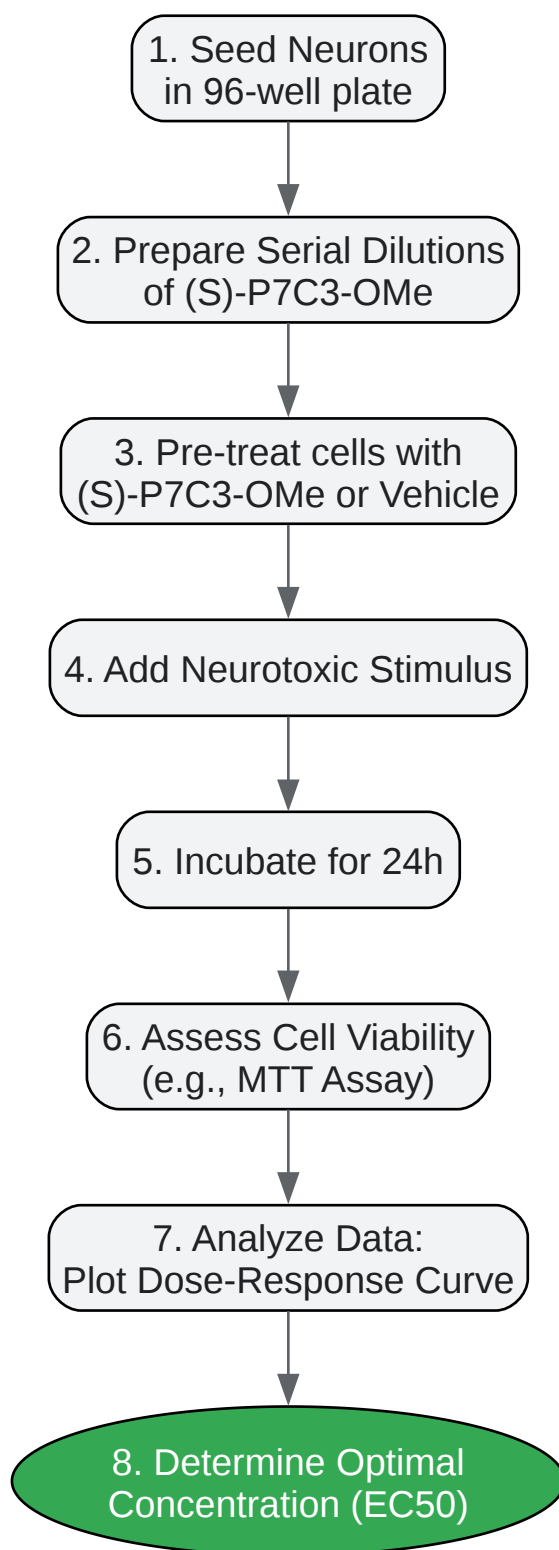 1. Seed Neurons
in 96-well plate
2. Prepare Serial Dilutions
of (S)-P7C3-OMe
3. Pre-treat cells with
(S)-P7C3-OMe or Vehicle
4. Add Neurotoxic Stimulus
5. Incubate for 24h
6. Assess Cell Viability
(e.g., MTT Assay)
7. Analyze Data:
Plot Dose-Response Curve
8. Determine Optimal
Concentration (EC50)